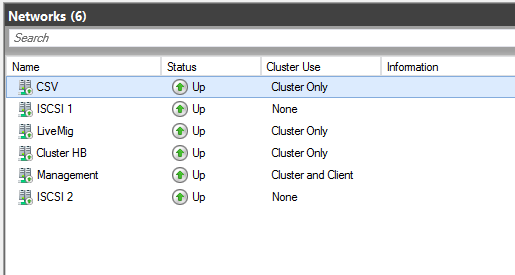 Networks (6)
Search
Name Status Cluster Use Information
CSV Up Cluster Only
ISCSI 1 Up None
LiveMig Up Cluster Only
Cluster HB Up Cluster Only
Management Up Cluster and Client
ISCSI 2 Up None